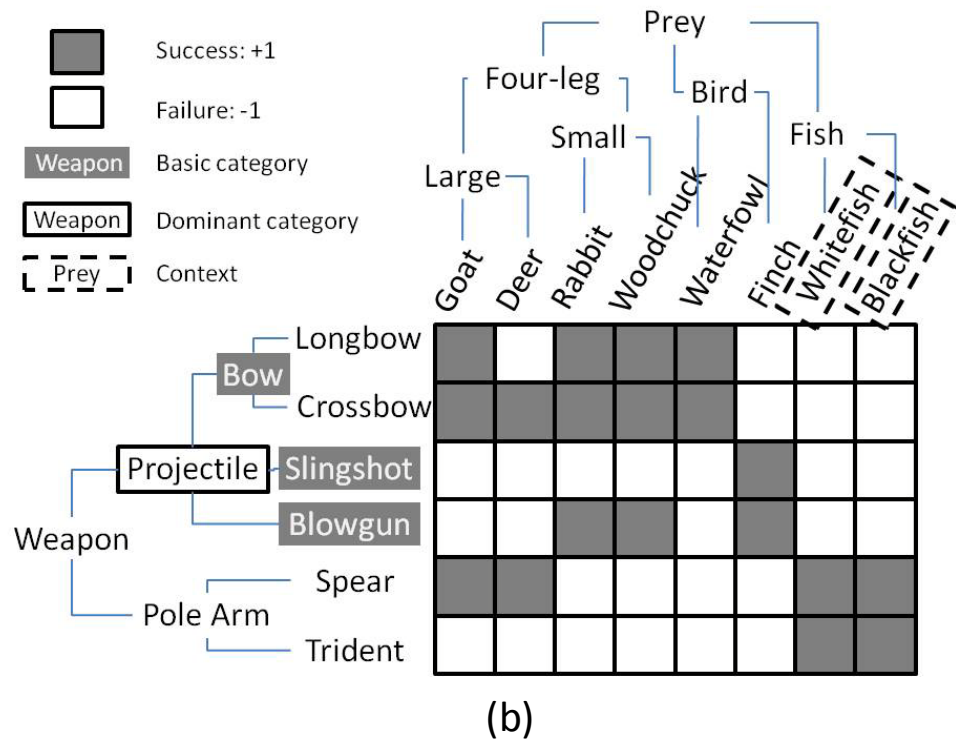 Success: +1
Failure: -1
Weapon Basic category
Weapon Dominant category
Prey Context
Prey
Four-leg
Bird
Small
Fish
Large
Goat
Deer
Rabbit
Woodchuck
Waterfowl
Finch
Whitefish
Blackfish
Longbow
Bow
Crossbow
Projectile
Slingshot
Blowgun
Weapon
Spear
Pole Arm
Trident
(b)